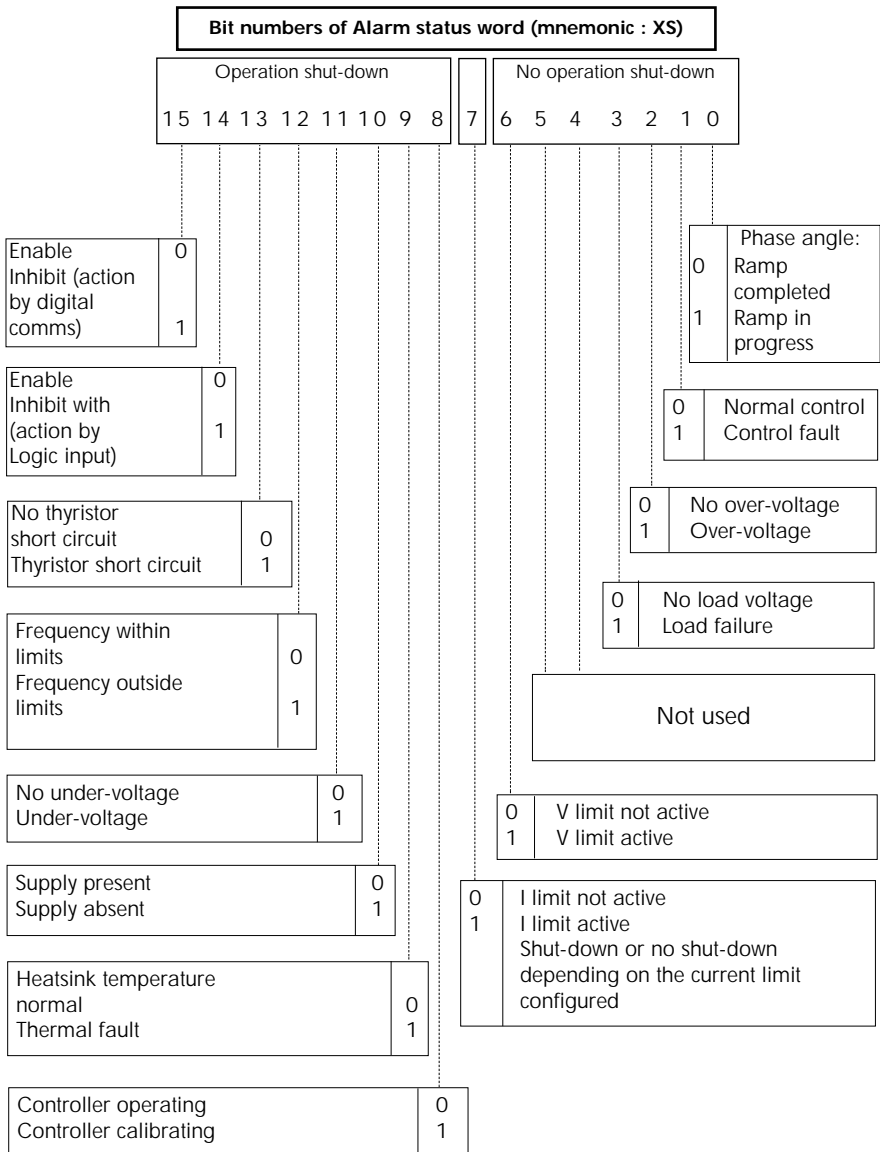 Bit numbers of Alarm status word (mnemonic : XS)
Operation shut-down
15 14 13 12 11 10 9 8
7
No operation shut-down
6 5 4 3 2 1 0
Enable 0
Inhibit (action
by digital
comms) 1
Enable 0
Inhibit with
(action by 1
Logic input)
No thyristor
short circuit 0
Thyristor short circuit 1
Frequency within
limits 0
Frequency outside
limits 1
No under-voltage 0
Under-voltage 1
Supply present 0
Supply absent 1
Heatsink temperature
normal 0
Thermal fault 1
Controller operating 0
Controller calibrating 1
Phase angle:
0 Ramp
completed
1 Ramp in
progress
0 Normal control
1 Control fault
0 No over-voltage
1 Over-voltage
0 No load voltage
1 Load failure
Not used
0 V limit not active
1 V limit active
0 I limit not active
1 I limit active
Shut-down or no shut-down
depending on the current limit
configured